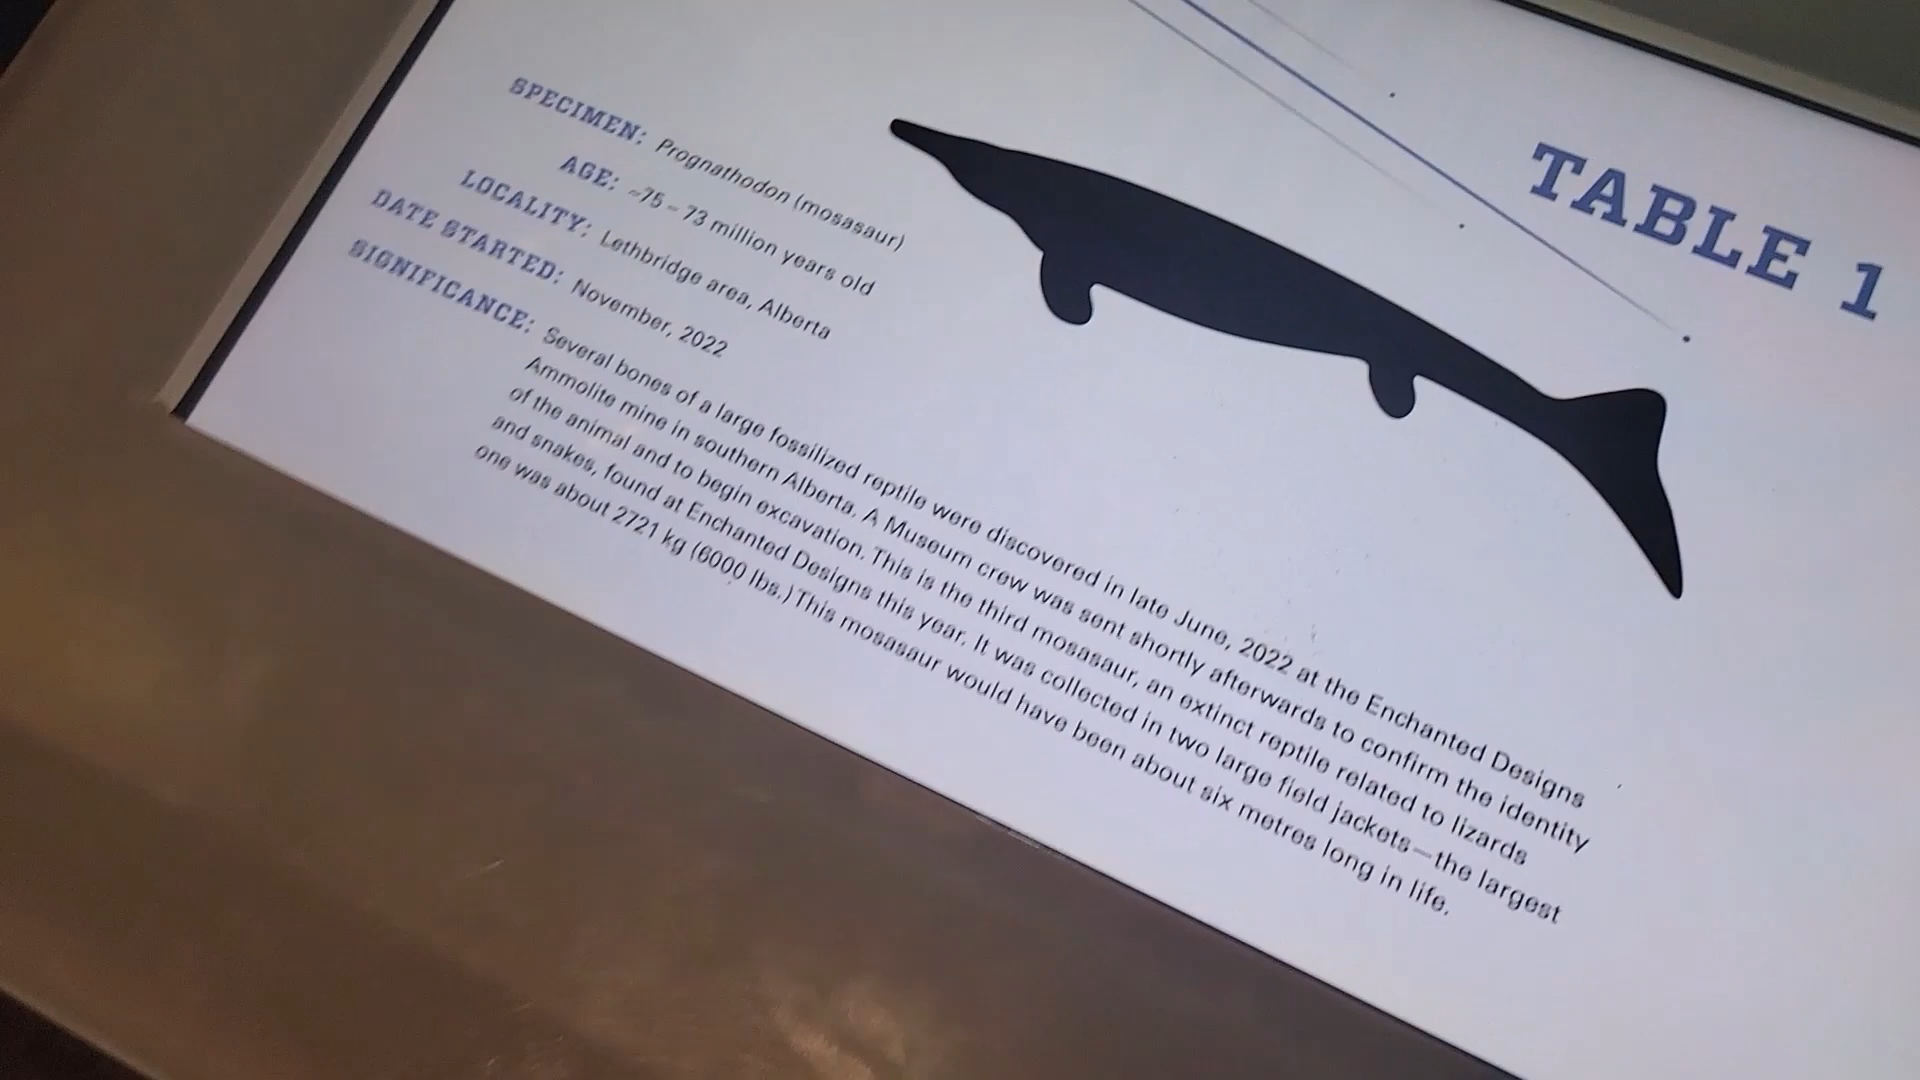 TABLE 1
SPECIMEN: Prognathodon (mosasaur)
AGE: ~75 – 73 million years old
LOCALITY: Lethbridge area, Alberta
DATE STARTED: November, 2022
SIGNIFICANCE: Several bones of a large fossilized reptile were discovered in late June, 2022 at the Enchanted Designs
Ammolite mine in southern Alberta. A Museum crew was sent shortly afterwards to confirm the identity
of the animal and to begin excavation. This is the third mosasaur, an extinct reptile related to lizards
and snakes, found at Enchanted Designs this year. It was collected in two large field jackets—the largest
one was about 2721 kg (6000 lbs.) This mosasaur would have been about six metres long in life.